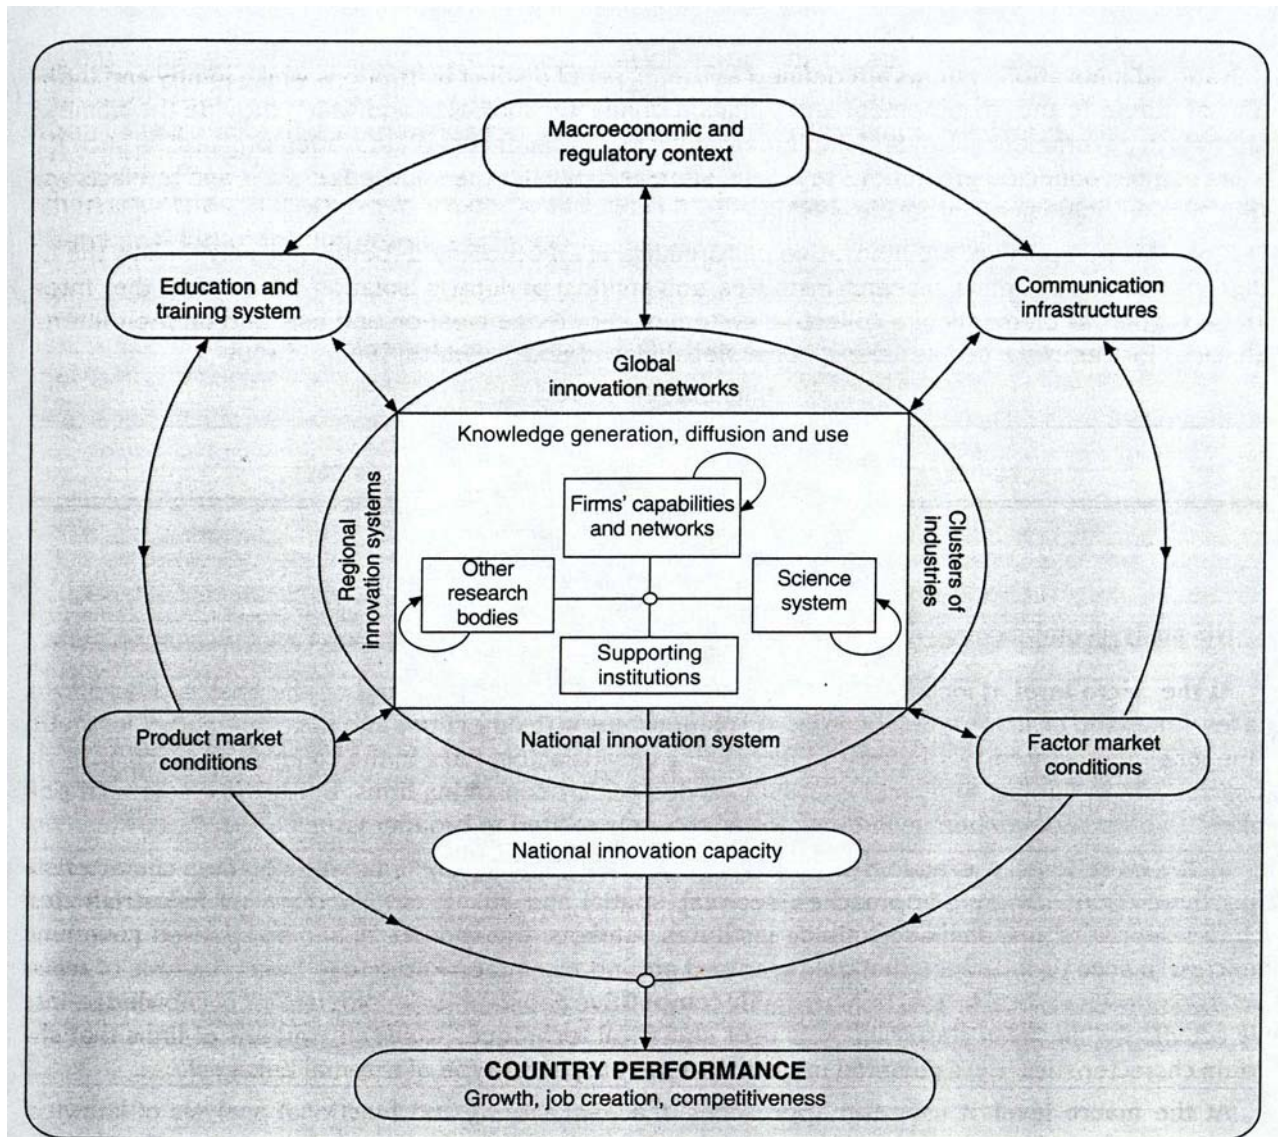 Macroeconomic and
regulatory context
Education and
training system
Communication
infrastructures
Global
innovation networks
Knowledge generation, diffusion and use
Firms' capabilities
and networks
Regional
innovation systems
Clusters of
industries
Other
research
bodies
Science
system
Supporting
institutions
Product market
conditions
National innovation system
Factor market
conditions
National innovation capacity
COUNTRY PERFORMANCE
Growth, job creation, competitiveness